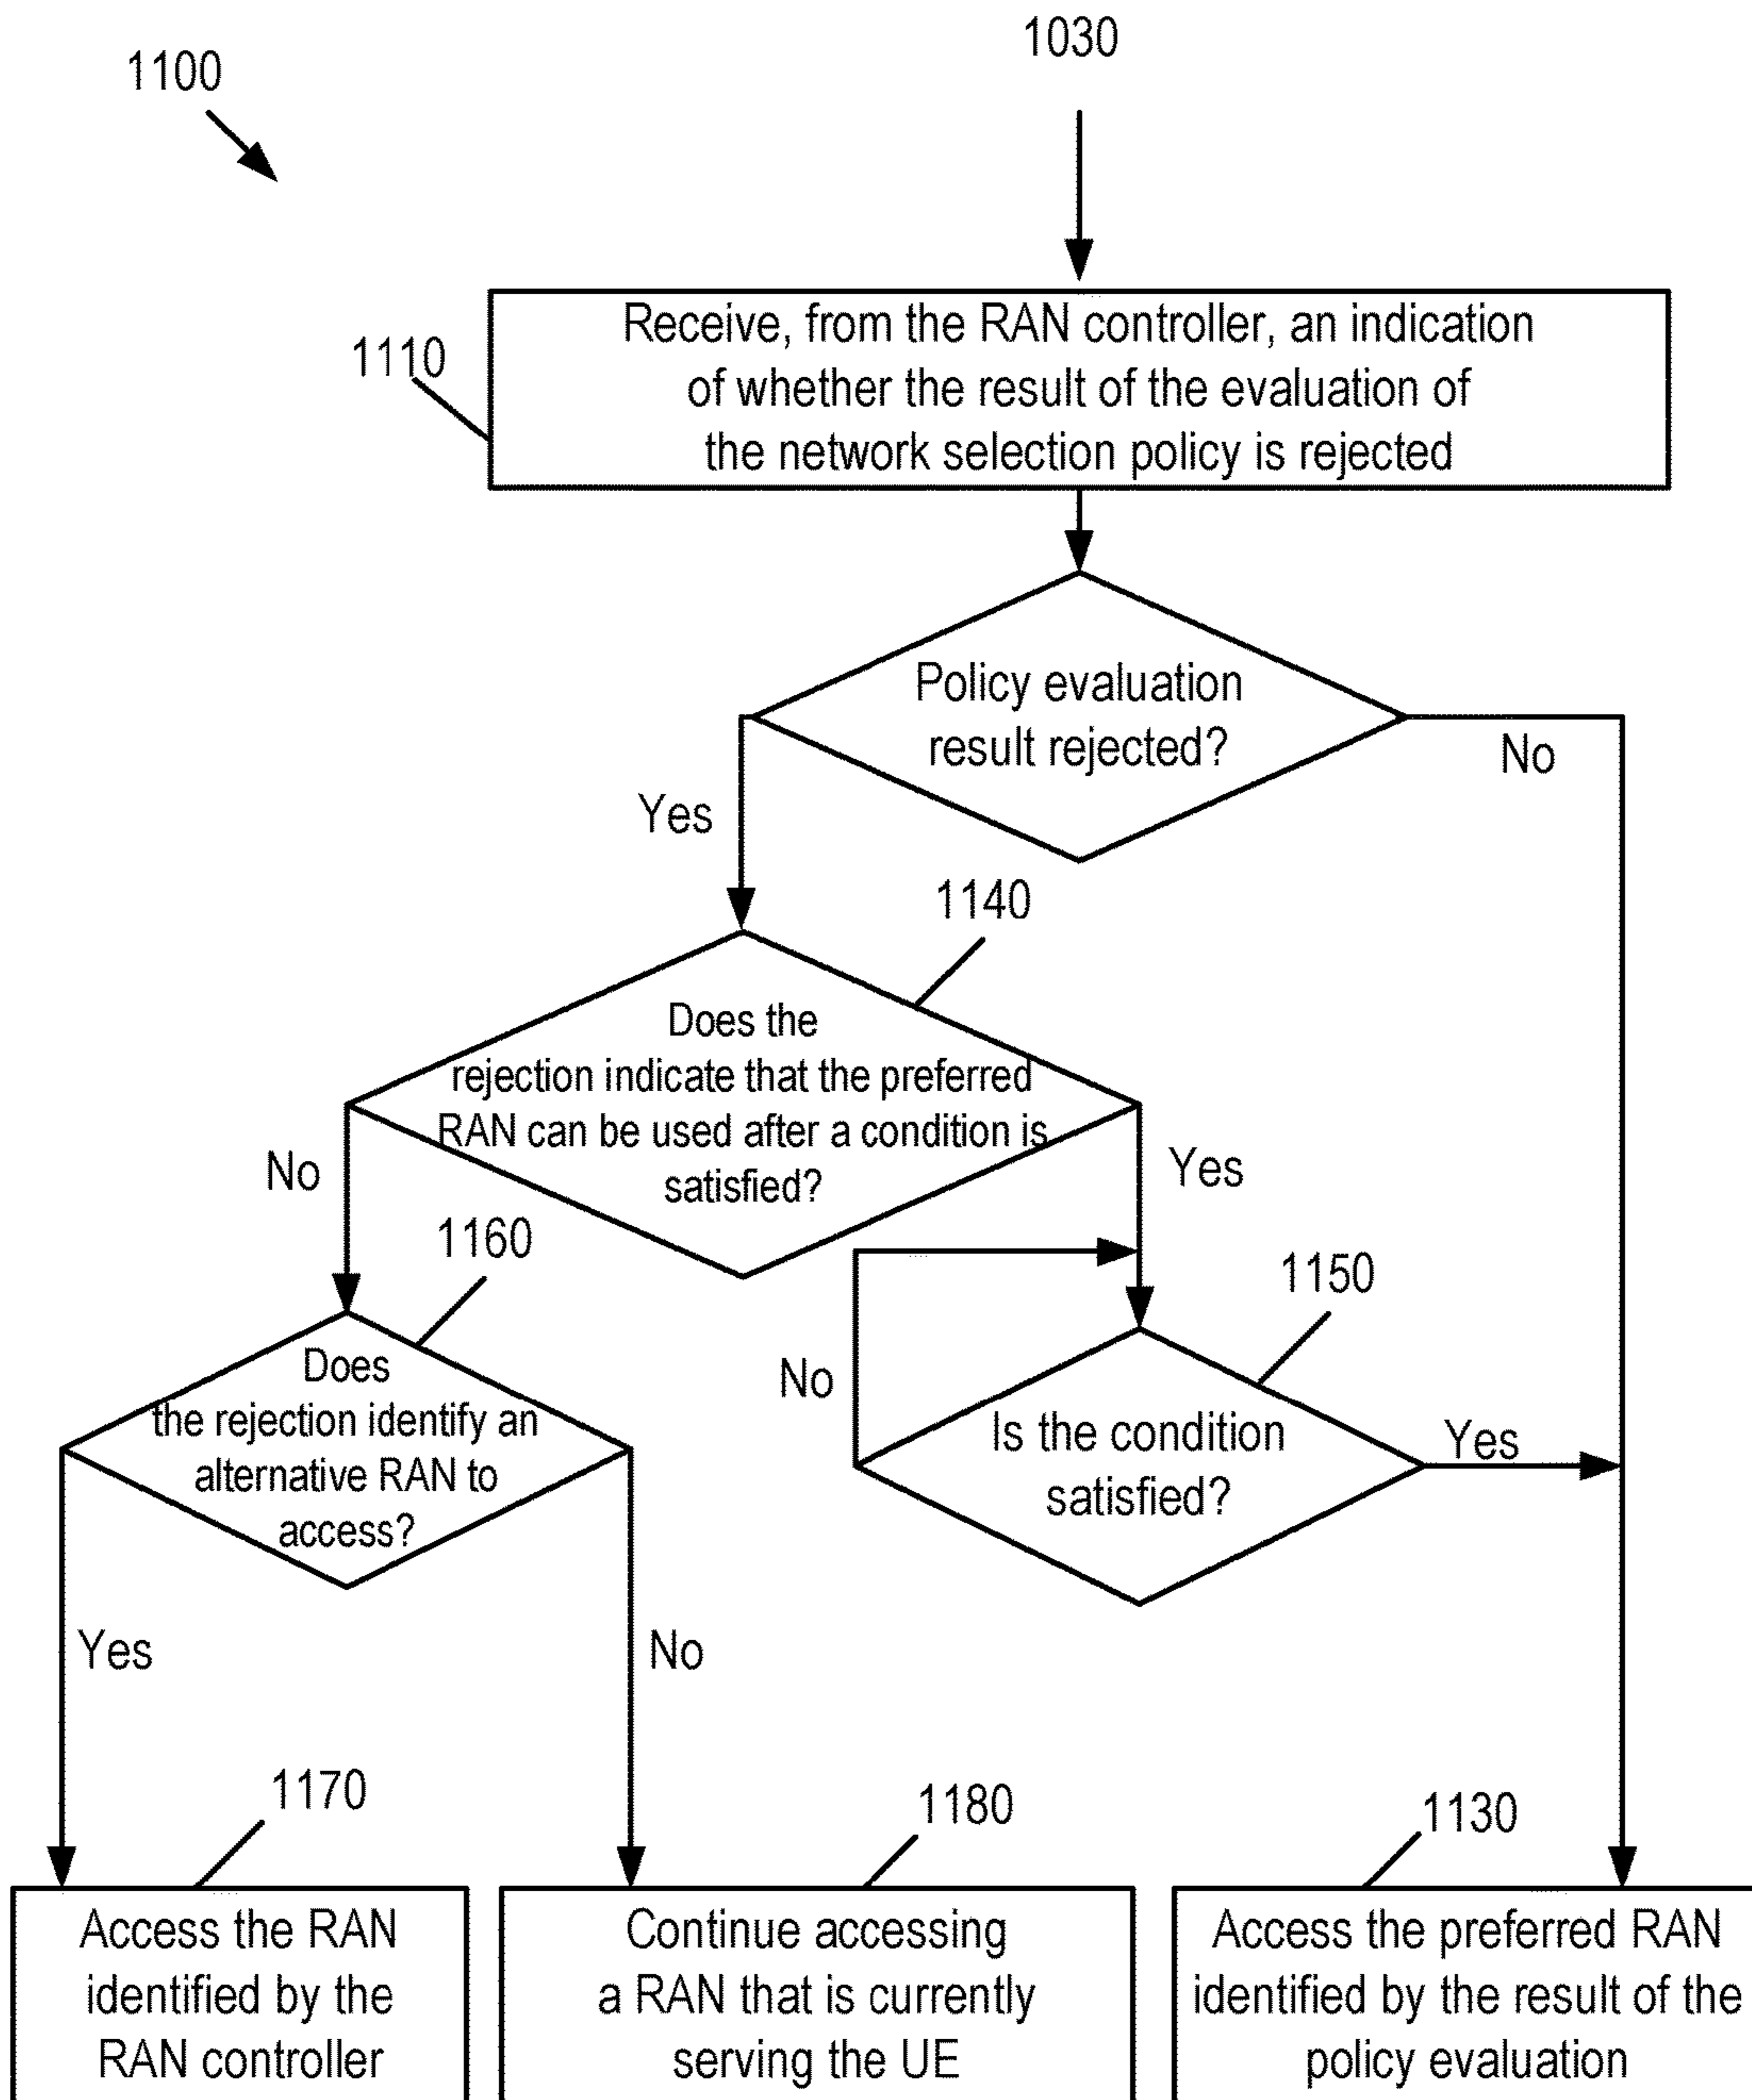 1100
1030
1110
Receive, from the RAN controller, an indication
of whether the result of the evaluation of
the network selection policy is rejected
Policy evaluation
result rejected?
No
Yes
1140
Does the
rejection indicate that the preferred
RAN can be used after a condition is
satisfied?
No
Yes
1160
Does
the rejection identify an
alternative RAN to
access?
1150
No
Is the condition
satisfied?
Yes
Yes
No
1170
1180
1130
Access the RAN
identified by the
RAN controller
Continue accessing
a RAN that is currently
serving the UE
Access the preferred RAN
identified by the result of the
policy evaluation